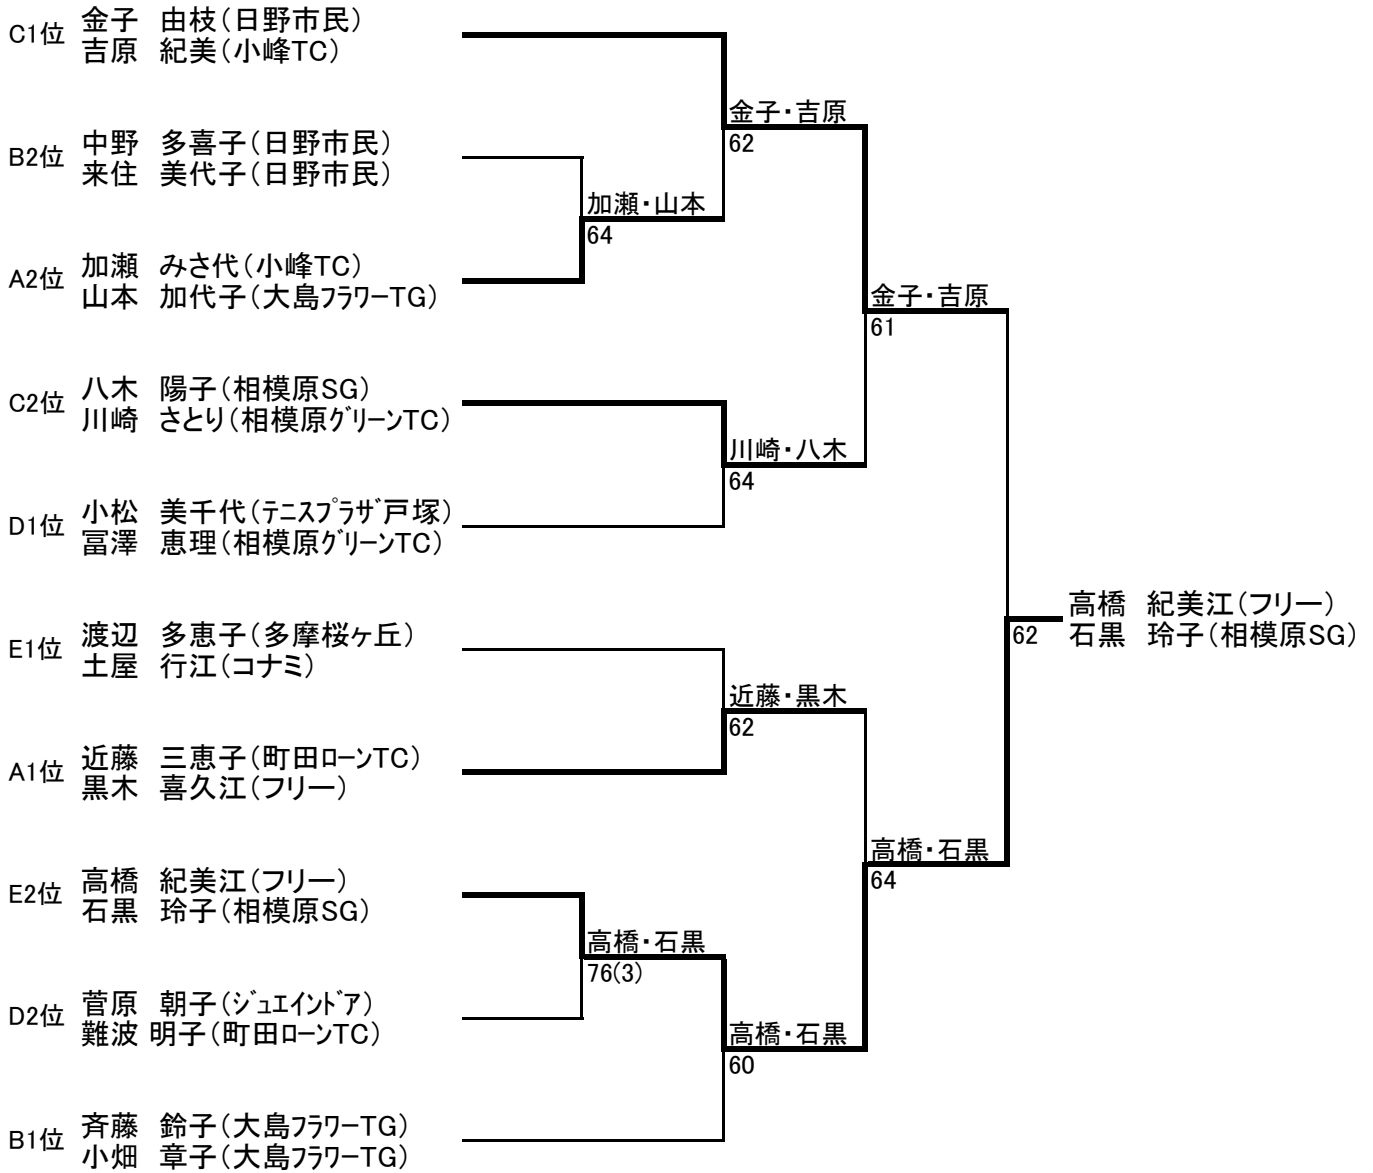 C1位 金子　由枝（日野市民）
吉原　紀美（小峰TC）
金子・吉原
62
B2位 中野　多喜子（日野市民）
来住　美代子（日野市民）
加瀬・山本
64
A2位 加瀬　みさ代（小峰TC）
山本　加代子（大島ﾌﾗﾜｰTG）
金子・吉原
61
C2位 八木　陽子（相模原SG）
川崎　さとり（相模原ｸﾞﾘｰﾝTC）
川崎・八木
64
D1位 小松　美千代（ﾃﾆｽﾌﾟﾗｻﾞ戸塚）
冨澤　恵理（相模原ｸﾞﾘｰﾝTC）
高橋　紀美江（フリー）
62 石黒　玲子（相模原SG）
E1位 渡辺　多恵子（多摩桜ヶ丘）
土屋　行江（コナミ）
近藤・黒木
62
A1位 近藤　三恵子（町田ﾛｰﾝTC）
黒木　喜久江（フリー）
高橋・石黒
64
E2位 高橋　紀美江（フリー）
石黒　玲子（相模原SG）
高橋・石黒
76(3)
D2位 菅原　朝子（ｼﾞｭｴｲﾝﾄﾞｱ）
難波 明子（町田ﾛｰﾝTC）
高橋・石黒
60
B1位 斉藤　鈴子（大島ﾌﾗﾜｰTG）
小畑　章子（大島ﾌﾗﾜｰTG）